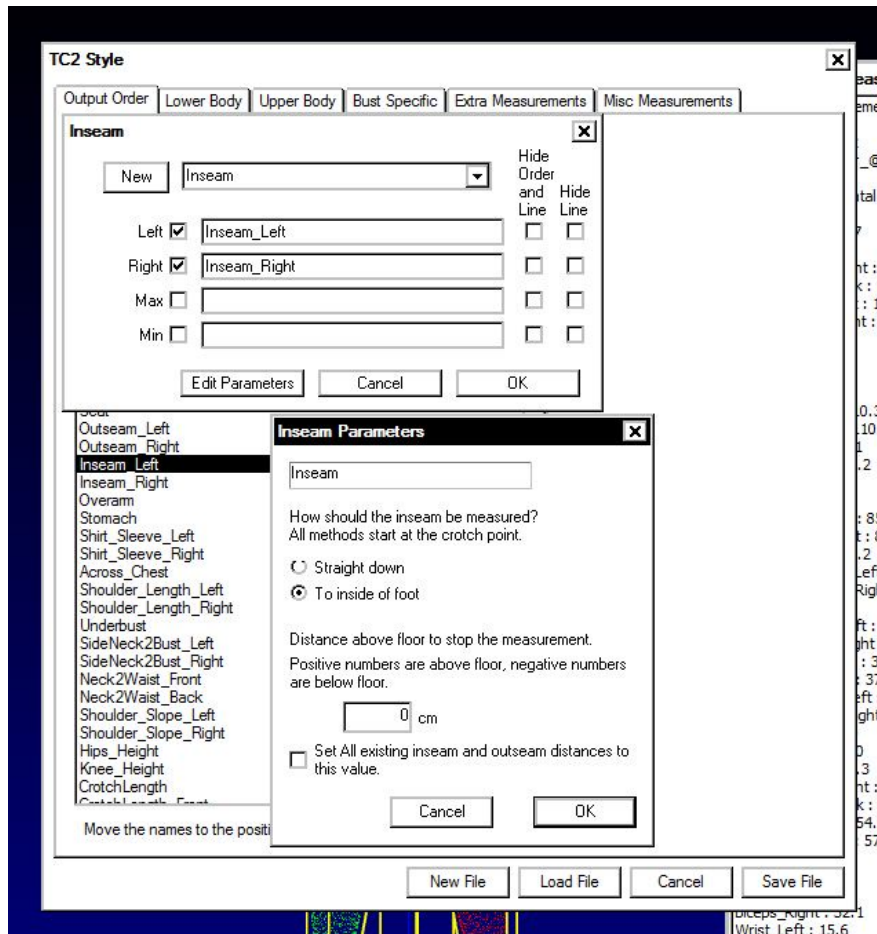 TC2 Style
Output Order Lower Body Upper Body Bust Specific Extra Measurements Misc Measurements
Inseam
Hide Order and Line
Hide Line
New Inseam
Left Inseam_Left
Right Inseam_Right
Max
Min
Edit Parameters Cancel OK
Outseam_Left
Outseam_Right
Inseam_Left
Inseam_Right
Overarm
Stomach
Shirt_Sleeve_Left
Shirt_Sleeve_Right
Across_Chest
Shoulder_Length_Left
Shoulder_Length_Right
Underbust
SideNeck2Bust_Left
SideNeck2Bust_Right
Neck2Waist_Front
Neck2Waist_Back
Shoulder_Slope_Left
Shoulder_Slope_Right
Hips_Height
Knee_Height
CrotchLength
Inseam Parameters
Inseam
How should the inseam be measured?
All methods start at the crotch point.
Straight down
To inside of foot
Distance above floor to stop the measurement.
Positive numbers are above floor, negative numbers
are below floor.
0 cm
Set All existing inseam and outseam distances to
this value.
Cancel OK
Move the names to the positi
New File Load File Cancel Save File
Biceps_Right : 32.1
Wrist_Left : 15.6